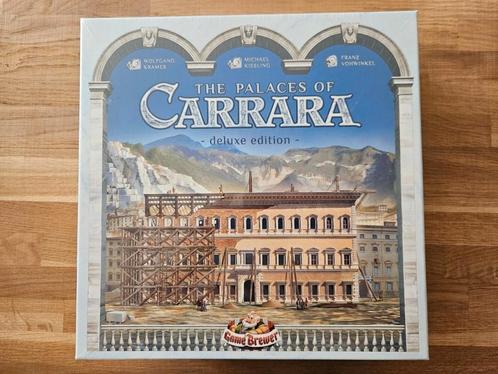 WOLFGANG
KRAMER
MICHAEL
KIESLING
FRANZ
VOHWINKEL
THE PALACES OF
CARRARA
- deluxe edition -
Game Brewer